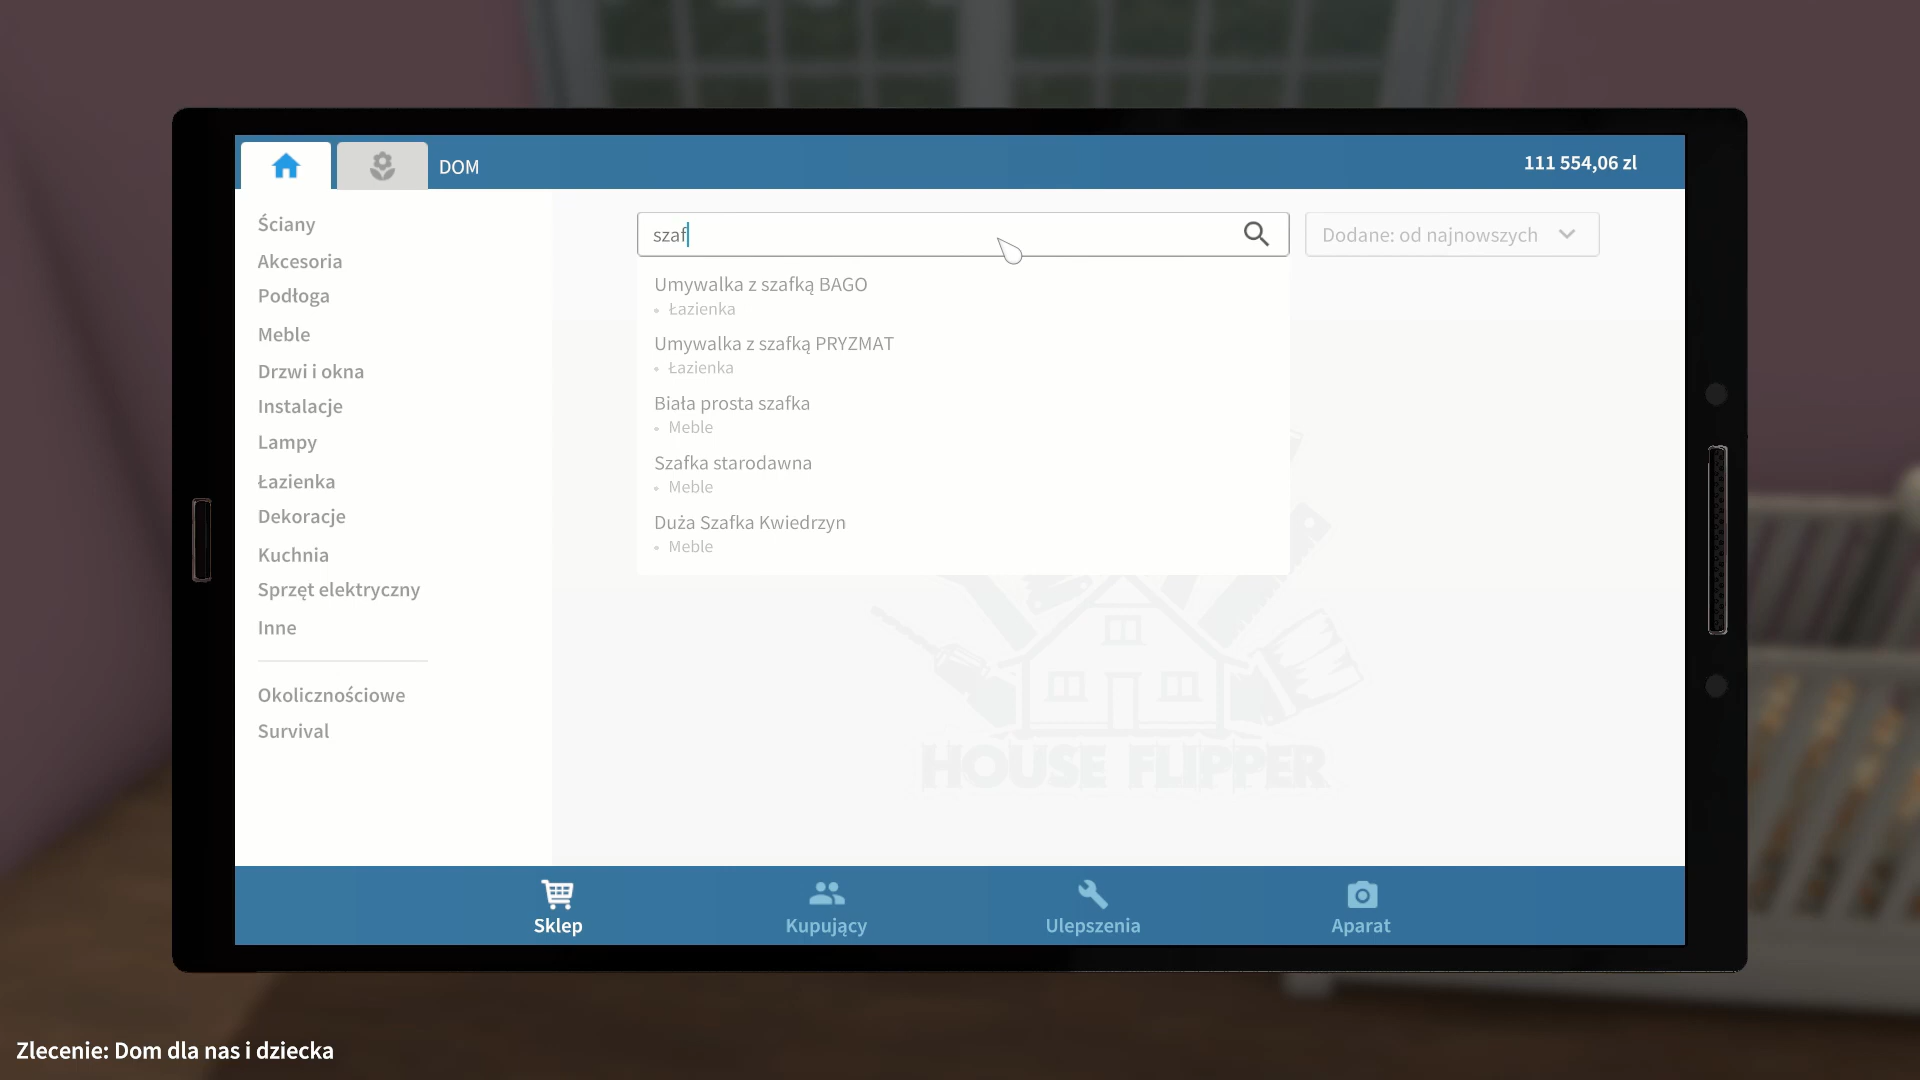 DOM
111 554,06 zl
Ściany
Akcesoria
Podłoga
Meble
Drzwi i okna
Instalacje
Lampy
Łazienka
Dekoracje
Kuchnia
Sprzęt elektryczny
Inne
Okolicznościowe
Survival
szaf
Dodane: od najnowszych
Umywalka z szafką BAGO
• Łazienka
Umywalka z szafką PRYZMAT
• Łazienka
Biała prosta szafka
• Meble
Szafka starodawna
• Meble
Duża Szafka Kwiedrzyn
• Meble
HOUSE FLIPPER
Sklep
Kupujący
Ulepszenia
Aparat
Zlecenie: Dom dla nas i dziecka